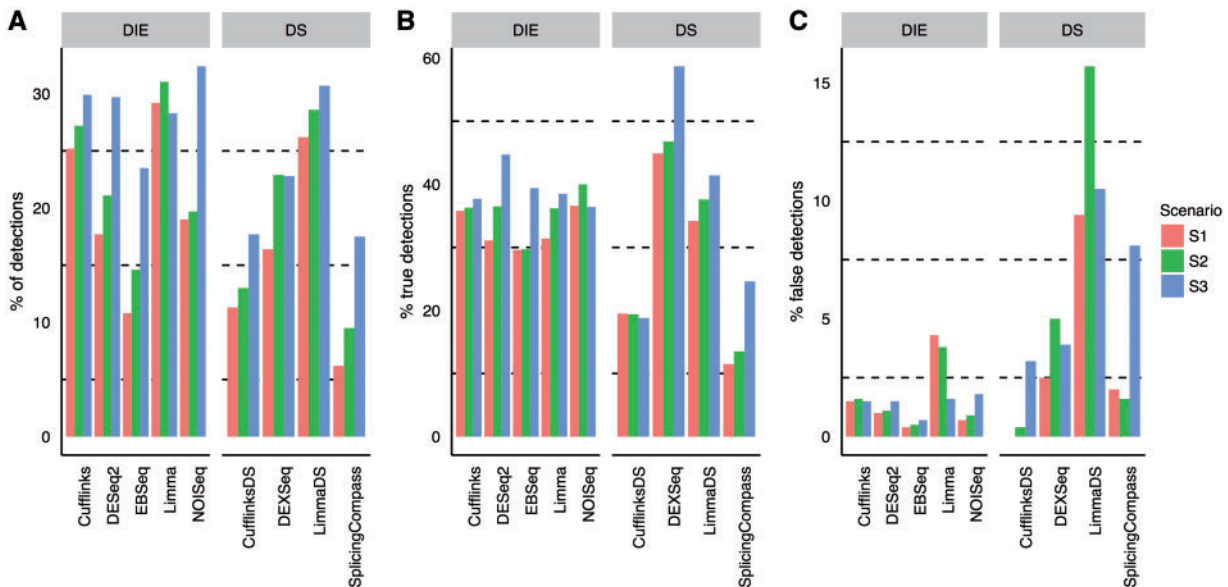 A
DIE
DS
% of detections
30
20
10
0
Cufflinks
DESeq2
EBSeq
Limma
NOISeq
CufflinksDS
DEXSeq
LimmaDS
SplicingCompass
B
DIE
DS
% true detections
60
40
20
0
Cufflinks
DESeq2
EBSeq
Limma
NOISeq
CufflinksDS
DEXSeq
LimmaDS
SplicingCompass
C
DIE
DS
% false detections
15
10
5
0
Cufflinks
DESeq2
EBSeq
Limma
NOISeq
CufflinksDS
DEXSeq
LimmaDS
SplicingCompass
Scenario
S1
S2
S3